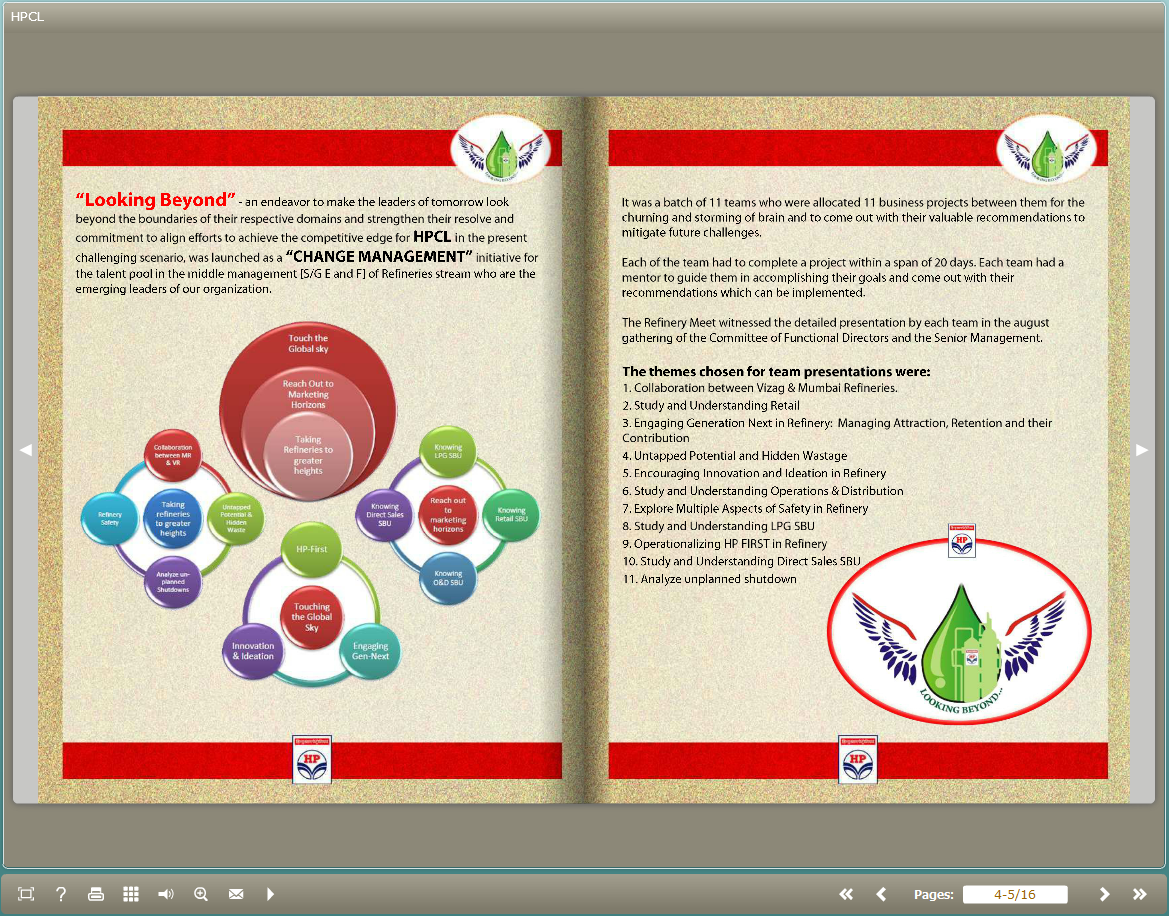 HPCL
“Looking Beyond” - an endeavor to make the leaders of tomorrow look
beyond the boundaries of their respective domains and strengthen their resolve and
commitment to align efforts to achieve the competitive edge for HPCL in the present
challenging scenario, was launched as a “CHANGE MANAGEMENT” initiative for
the talent pool in the middle management [S/G E and F] of Refineries stream who are the
emerging leaders of our organization.
Touch the
Global sky
Reach Out to
Marketing
Horizons
Taking
Refineries to
greater
heights
Collaboration
between MR
& VR
Refinery
Safety
Taking
refineries
to greater
heights
Untapped
Potential &
Hidden
Waste
Analyze un-
planned
Shutdowns
Knowing
LPG SBU
Knowing
Direct Sales
SBU
Reach out
to
marketing
horizons
Knowing
Retail SBU
Knowing
O&D SBU
HP-First
Touching
the Global
Sky
Innovation
& Ideation
Engaging
Gen-Next
HP
It was a batch of 11 teams who were allocated 11 business projects between them for the
churning and storming of brain and to come out with their valuable recommendations to
mitigate future challenges.
Each of the team had to complete a project within a span of 20 days. Each team had a
mentor to guide them in accomplishing their goals and come out with their
recommendations which can be implemented.
The Refinery Meet witnessed the detailed presentation by each team in the august
gathering of the Committee of Functional Directors and the Senior Management.
The themes chosen for team presentations were:
1. Collaboration between Vizag & Mumbai Refineries.
2. Study and Understanding Retail
3. Engaging Generation Next in Refinery: Managing Attraction, Retention and their
Contribution
4. Untapped Potential and Hidden Wastage
5. Encouraging Innovation and Ideation in Refinery
6. Study and Understanding Operations & Distribution
7. Explore Multiple Aspects of Safety in Refinery
8. Study and Understanding LPG SBU
9. Operationalizing HP FIRST in Refinery
10. Study and Understanding Direct Sales SBU
11. Analyze unplanned shutdown
HP
HP
LOOKING BEYOND...
HP
Pages: 4-5/16